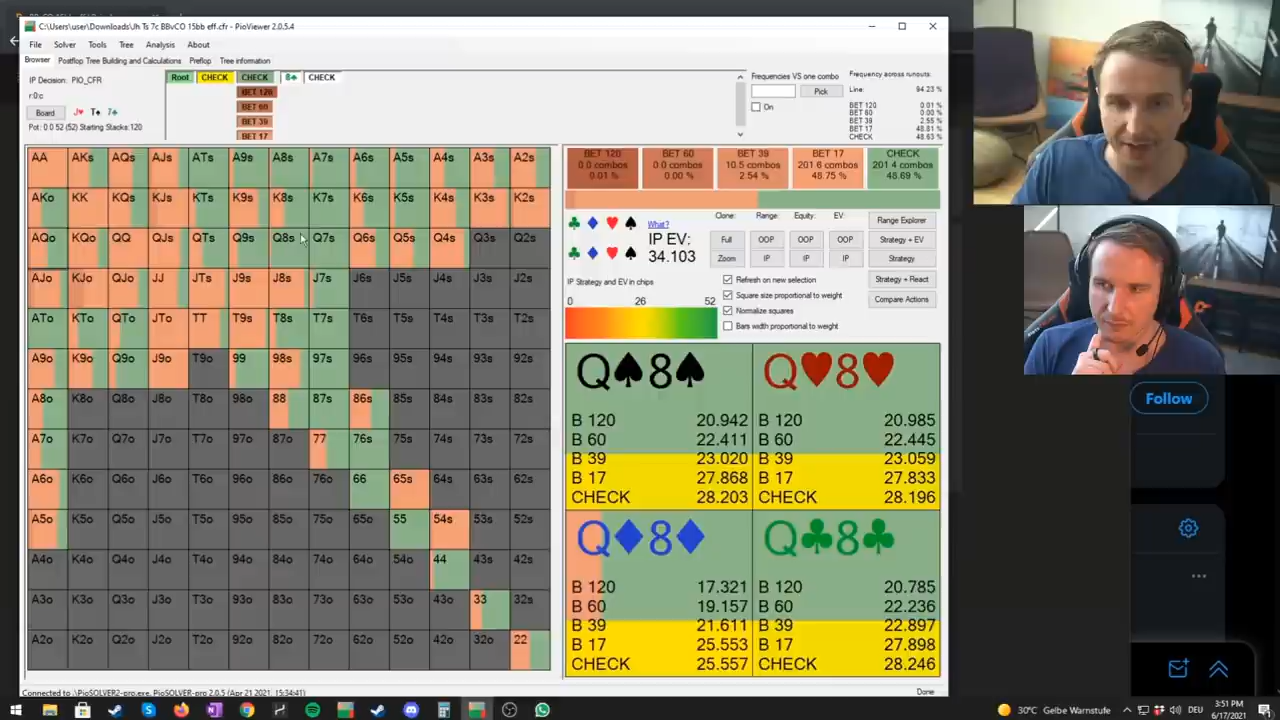 C:\Users\user\Downloads\Jh Ts 7c BBvCO 15bb eff.cfr - PioViewer 2.0.5.4
File Solver Tools Tree Analysis About
Browser Postflop Tree Building and Calculations Preflop Tree information
IP Decision: PIO_CFR
r:0:c
Board J♥ T♠ 7♣
Pot: 0 0 52 (52) Starting Stacks:120
Root CHECK CHECK 8♣ CHECK
BET 120
BET 60
BET 39
BET 17
Frequencies VS one combo
Pick
On
Frequency across runouts:
Line: 94.23 %
BET 120 0.01 %
BET 60 0.00 %
BET 39 2.55 %
BET 17 48.81 %
CHECK 48.63 %
AA AKs AQs AJs ATs A9s A8s A7s A6s A5s A4s A3s A2s
AKo KK KQs KJs KTs K9s K8s K7s K6s K5s K4s K3s K2s
AQo KQo QQ QJs QTs Q9s Q8s Q7s Q6s Q5s Q4s Q3s Q2s
AJo KJo QJo JJ JTs J9s J8s J7s J6s J5s J4s J3s J2s
ATo KTo QTo JTo TT T9s T8s T7s T6s T5s T4s T3s T2s
A9o K9o Q9o J9o T9o 99 98s 97s 96s 95s 94s 93s 92s
A8o K8o Q8o J8o T8o 98o 88 87s 86s 85s 84s 83s 82s
A7o K7o Q7o J7o T7o 97o 87o 77 76s 75s 74s 73s 72s
A6o K6o Q6o J6o T6o 96o 86o 76o 66 65s 64s 63s 62s
A5o K5o Q5o J5o T5o 95o 85o 75o 65o 55 54s 53s 52s
A4o K4o Q4o J4o T4o 94o 84o 74o 64o 54o 44 43s 42s
A3o K3o Q3o J3o T3o 93o 83o 73o 63o 53o 43o 33 32s
A2o K2o Q2o J2o T2o 92o 82o 72o 62o 52o 42o 32o 22
BET 120 BET 60 BET 39 BET 17 CHECK
0.0 combos 0.0 combos 10.5 combos 201.6 combos 201.4 combos
0.01 % 0.00 % 2.54 % 48.75 % 48.69 %
♣ ♦ ♥ ♠ What?
♣ ♦ ♥ ♠ IP EV:
34.103
Clone: Range: Equity: EV:
Full OOP OOP OOP
Zoom IP IP IP
Range Explorer
Strategy + EV
Strategy
Strategy + React
Compare Actions
IP Strategy and EV in chips
0 26 52
Refresh on new selection
Square size proportional to weight
Normalize squares
Bars width proportional to weight
Q♠8♠ Q♥8♥
B 120 20.942 B 120 20.985
B 60 22.411 B 60 22.445
B 39 23.020 B 39 23.059
B 17 27.868 B 17 27.833
CHECK 28.203 CHECK 28.196
Q♦8♦ Q♣8♣
B 120 17.321 B 120 20.785
B 60 19.157 B 60 22.236
B 39 21.611 B 39 22.897
B 17 25.553 B 17 27.898
CHECK 25.557 CHECK 28.246
Connected to .\PioSOLVER2-pro.exe, PioSOLVER-pro 2.0.5 (Apr 21 2021, 15:34:41)
Done
Follow
30°C Gelbe Warnstufe
DEU
3:51 PM
6/17/2021